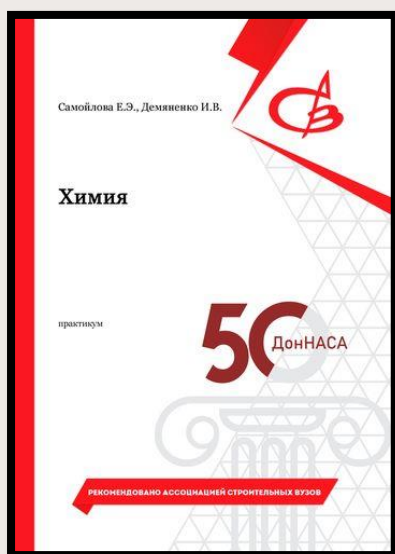 Самойлова Е.Э., Демяненко И.В.
Химия
практикум
50
ДонНАСА
РЕКОМЕНДОВАНО АССОЦИАЦИЕЙ СТРОИТЕЛЬНЫХ ВУЗОВ